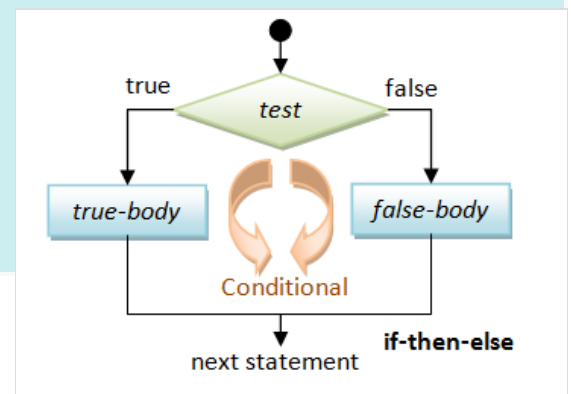 true
false
test
true-body
false-body
Conditional
if-then-else
next statement